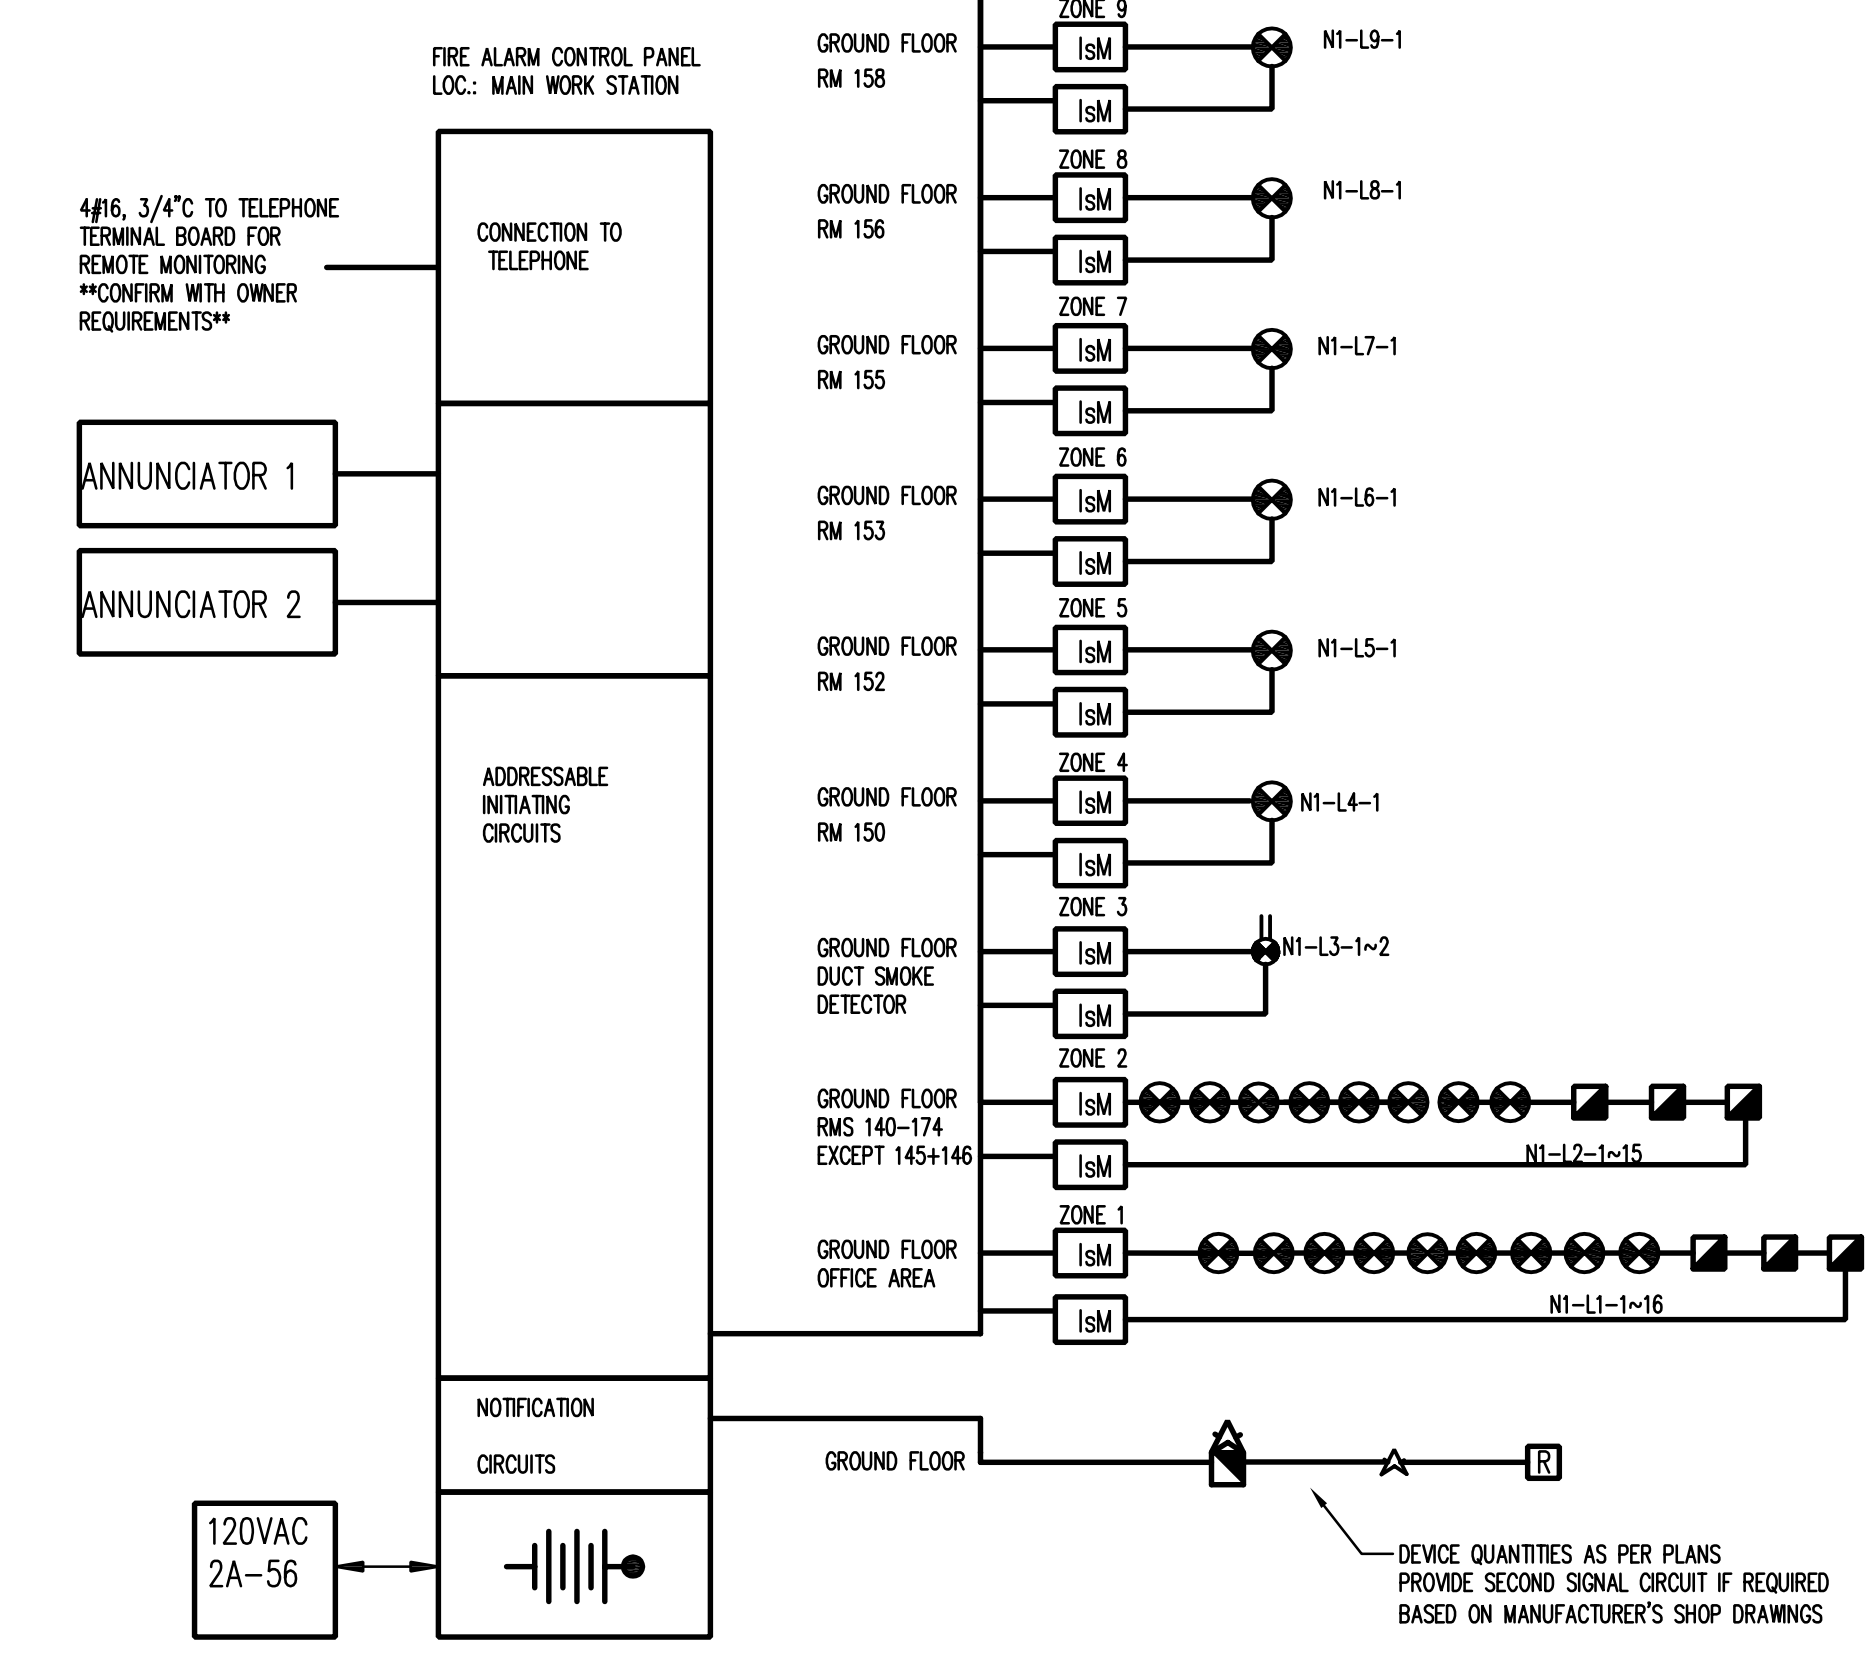 FIRE ALARM CONTROL PANEL
LOC.: MAIN WORK STATION
4#16, 3/4"C TO TELEPHONE
TERMINAL BOARD FOR
REMOTE MONITORING
**CONFIRM WITH OWNER
REQUIREMENTS**
CONNECTION TO
TELEPHONE
ANNUNCIATOR 1
ANNUNCIATOR 2
ADDRESSABLE
INITIATING
CIRCUITS
NOTIFICATION
CIRCUITS
120VAC
2A-56
ZONE 9
GROUND FLOOR
RM 158
IsM
IsM
N1-L9-1
ZONE 8
GROUND FLOOR
RM 156
IsM
IsM
N1-L8-1
ZONE 7
GROUND FLOOR
RM 155
IsM
IsM
N1-L7-1
ZONE 6
GROUND FLOOR
RM 153
IsM
IsM
N1-L6-1
ZONE 5
GROUND FLOOR
RM 152
IsM
IsM
N1-L5-1
ZONE 4
GROUND FLOOR
RM 150
IsM
IsM
N1-L4-1
ZONE 3
GROUND FLOOR
DUCT SMOKE
DETECTOR
IsM
IsM
N1-L3-1~2
ZONE 2
GROUND FLOOR
RMS 140-174
EXCEPT 145+146
IsM
IsM
N1-L2-1~15
ZONE 1
GROUND FLOOR
OFFICE AREA
IsM
IsM
N1-L1-1~16
GROUND FLOOR
R
DEVICE QUANTITIES AS PER PLANS
PROVIDE SECOND SIGNAL CIRCUIT IF REQUIRED
BASED ON MANUFACTURER'S SHOP DRAWINGS